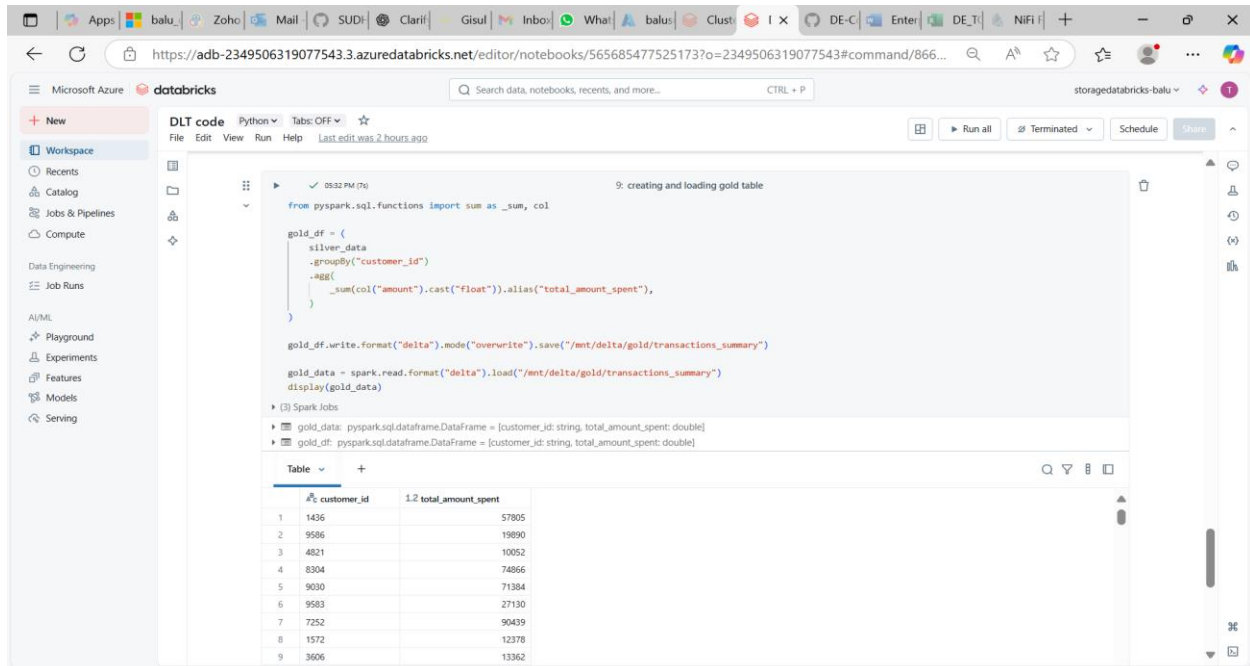 Apps
balu_
Zoho
Mail -
SUDH
Clarif
Gisul
Inbo
What
balus
Clust
DE-C
Enter
DE_T
NiFi F
https://adb-2349506319077543.3.azuredatabricks.net/editor/notebooks/565685477525173?o=2349506319077543#command/866...
Microsoft Azure
databricks
Search data, notebooks, recents, and more...
CTRL + P
storagedatabricks-balu
T
New
DLT code
Python
Tabs: OFF
File Edit View Run Help Last edit was 2 hours ago
Run all
Terminated
Schedule
Share
Workspace
Recents
Catalog
Jobs & Pipelines
Compute
Data Engineering
Job Runs
AI/ML
Playground
Experiments
Features
Models
Serving
05:32 PM (7s)
9: creating and loading gold table
from pyspark.sql.functions import sum as _sum, col
gold_df = (
silver_data
.groupBy("customer_id")
.agg(
_sum(col("amount").cast("float")).alias("total_amount_spent"),
)
)
gold_df.write.format("delta").mode("overwrite").save("/mnt/delta/gold/transactions_summary")
gold_data = spark.read.format("delta").load("/mnt/delta/gold/transactions_summary")
display(gold_data)
(3) Spark Jobs
gold_data: pyspark.sql.dataframe.DataFrame = [customer_id: string, total_amount_spent: double]
gold_df: pyspark.sql.dataframe.DataFrame = [customer_id: string, total_amount_spent: double]
Table +
customer_id 1.2 total_amount_spent
1 1436 57805
2 9586 19890
3 4821 10052
4 8304 74866
5 9030 71384
6 9583 27130
7 7252 90439
8 1572 12378
9 3606 13362